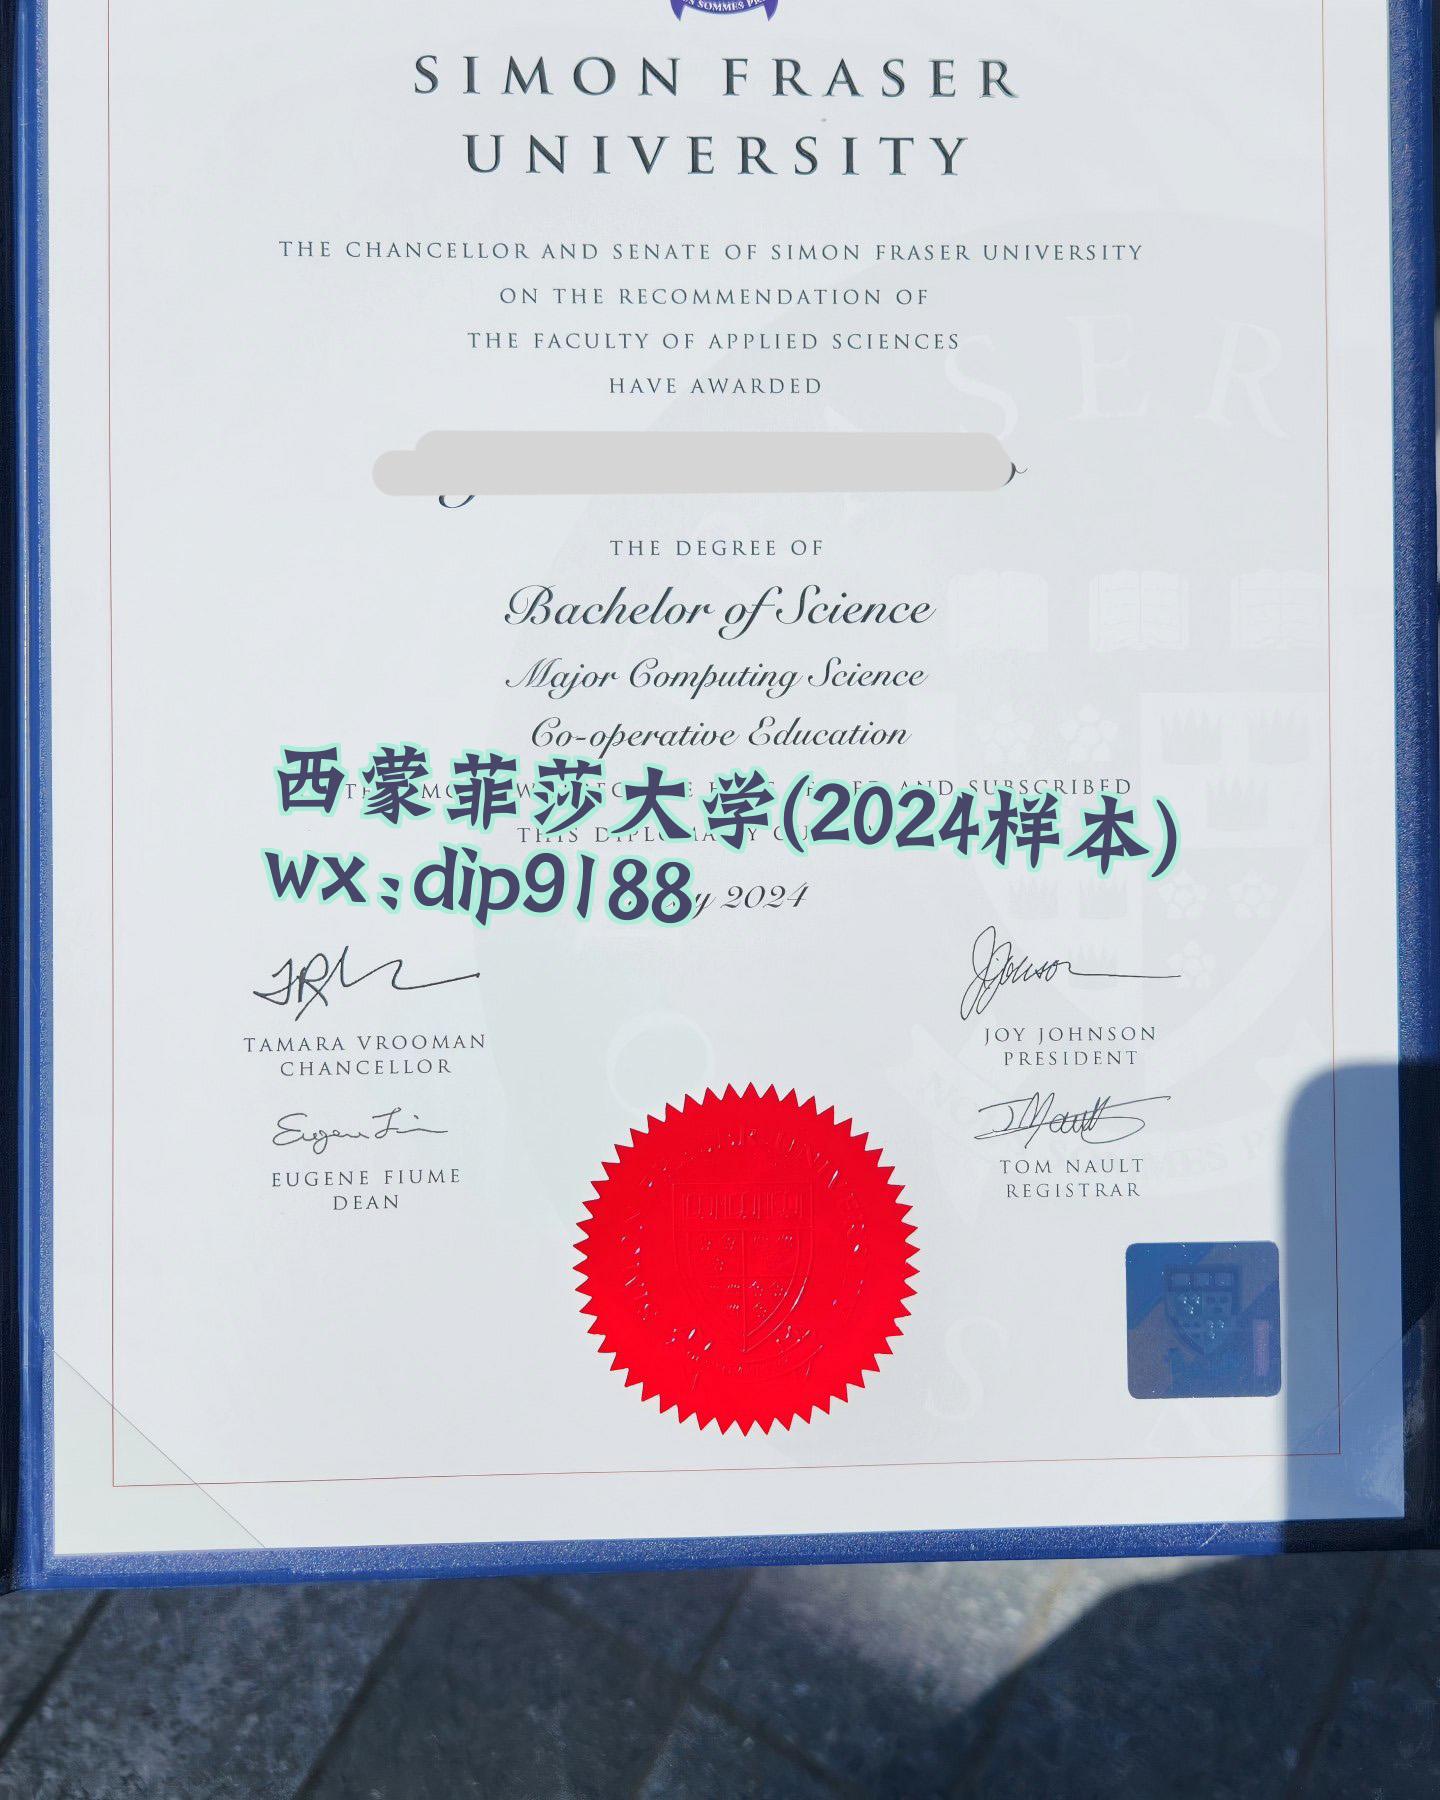 SOMMES PR
SIMON FRASER
UNIVERSITY
THE CHANCELLOR AND SENATE OF SIMON FRASER UNIVERSITY
ON THE RECOMMENDATION OF
THE FACULTY OF APPLIED SCIENCES
HAVE AWARDED
THE DEGREE OF
Bachelor of Science
Major Computing Science
Co-operative Education
AND SUBSCRIBED
THIS
西蒙菲莎大学(2024样本)
wx:dip9188
2024
TAMARA VROOMAN
CHANCELLOR
JOY JOHNSON
PRESIDENT
EUGENE FIUME
DEAN
TOM NAULT
REGISTRAR